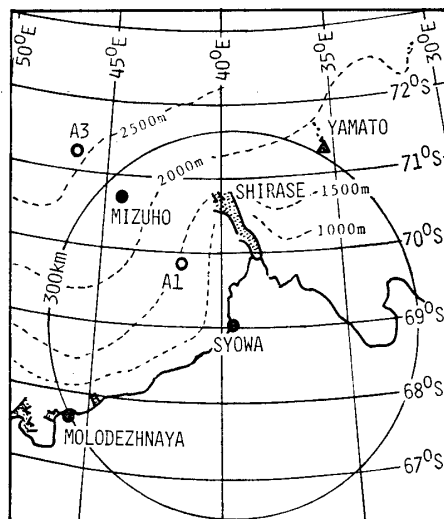 50°E
45°E
40°E
35°E
30°E
72°S
YAMATO
A3
2500m
71°S
2000m
MIZUHO
SHIRASE
1500m
1000m
70°S
300km
A1
69°S
SYOWA
68°S
MOLODEZHNAYA
67°S